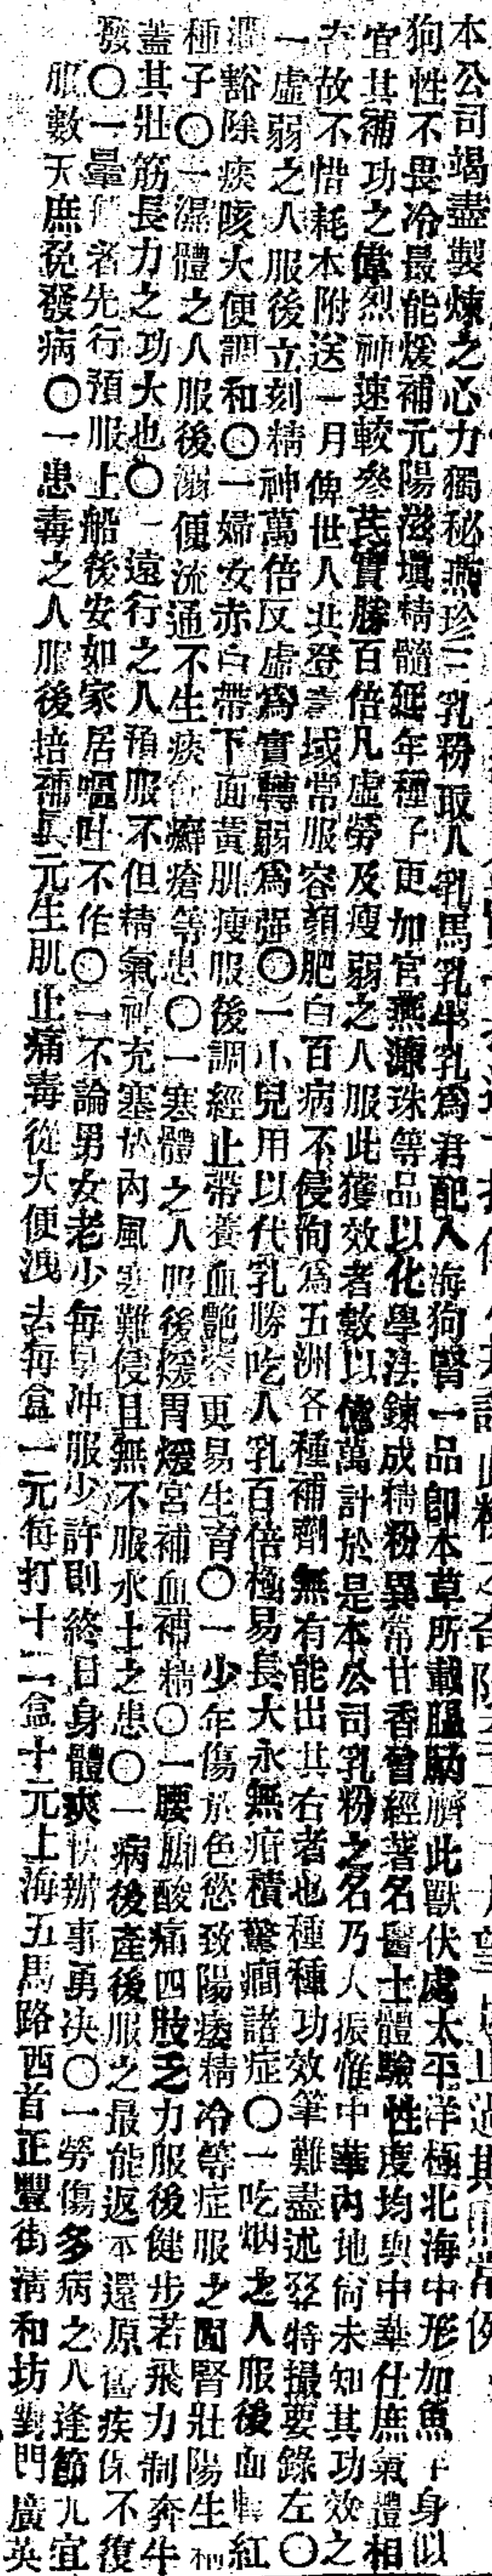 本公司竭盡製煉之心力獨秘燕珍三乳粉取人乳馬乳牛乳爲君配入海狗腎一品卽本草所載膃肭臍此獸伏處太平洋極北海中形加魚半身似
狗性不畏冷最能煖補元陽滋塡精髓延年種子更加官燕濂珠等品以化學法鍊成精粉異常甘香曾經著名醫士體驗性度均與中華仕庶氣體相
宜其補功之偉烈神速較參茋實勝百倍凡虛勞及瘦弱之人服此獲效者數以億萬計於是本公司乳粉之名乃大振惟中華內地尙未知其功效之
奇故不惜耗本附送一月俾世人共登壽域常服容顏肥白百病不侵洵爲五洲各種補劑無有能出其右者也種種功效筆難盡述茲特撮要錄左〇
一虛弱之人服後立刻精神萬倍反虛爲實轉弱爲强〇一小兒用以代乳勝吃人乳百倍極易長大永無疳積驚癎諸症〇一吃烟之人服後面轉紅
潤豁除痰咳大便調和〇一婦女赤白帶下面黃肌瘦服後調經止帶養血艷容更易生育〇一少年傷於色慾致陽痿精冷等症服之固腎壯陽生精
種子〇一濕體之人服後溺便流通不生痰 癬瘡等患〇一寒體之人服後煖胃煖宮補血補精〇一腰脚酸痛四肢乏力服後健步若飛力制奔牛
蓋其壯筋長力之功大也〇一遠行之人預服不但精氣神充塞於內風寒難侵且無不服水土之患〇一病後產後服之最能返本還原舊疾保不復
發〇一暈 者先行預服上船後安如家居嘔吐不作〇一不論男女老少每早冲服少許則終日身體爽快辦事勇決〇一勞傷多病之人逢節尤宜
服數天庶免發病〇一患毒之人服後培補眞元生肌止痛毒從大便洩去每盒一元每打十二盒十元上海五馬路西首正豐街淸和坊對門廣英